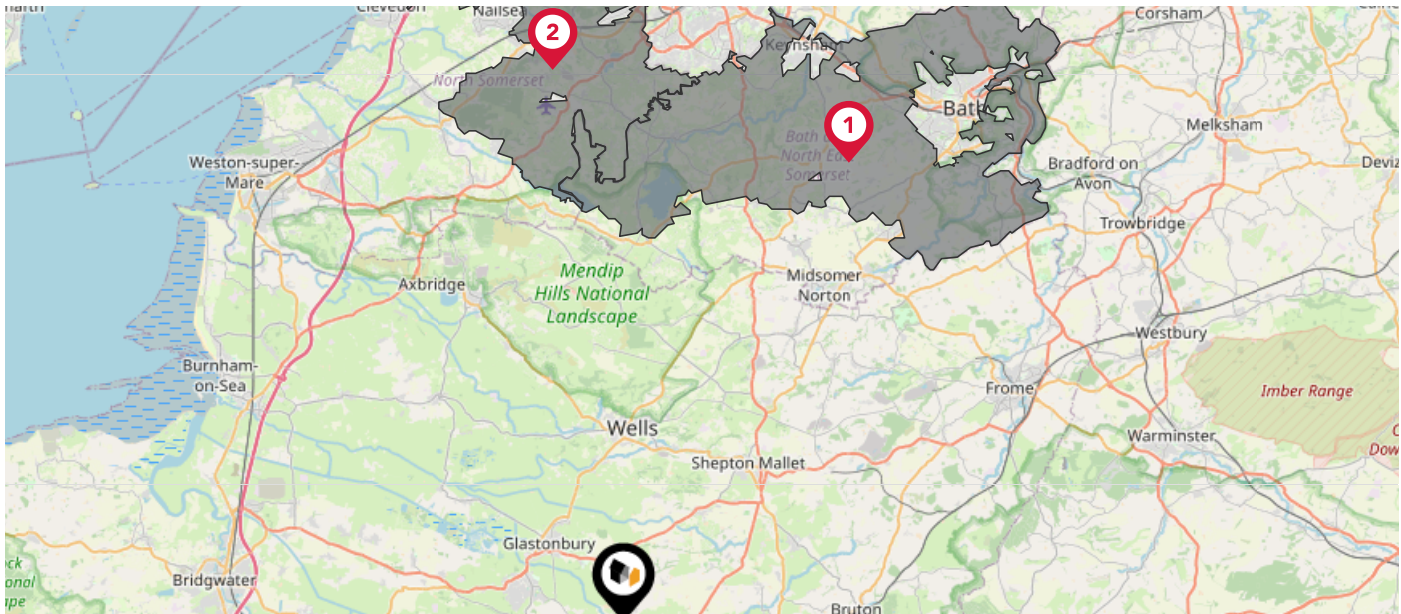 Clevedon
Nailsea
Corsham
2
Keynsham
North Somerset
Bath
1
Melksham
Bath
North East
Somerset
Weston-super-
Mare
Bradford on
Avon
Trowbridge
Mendip
Hills National
Landscape
Midsomer
Norton
Axbridge
Westbury
Burnham-
on-Sea
Frome
Imber Range
Wells
Warminster
Shepton Mallet
Glastonbury
Bridgwater
Bruton